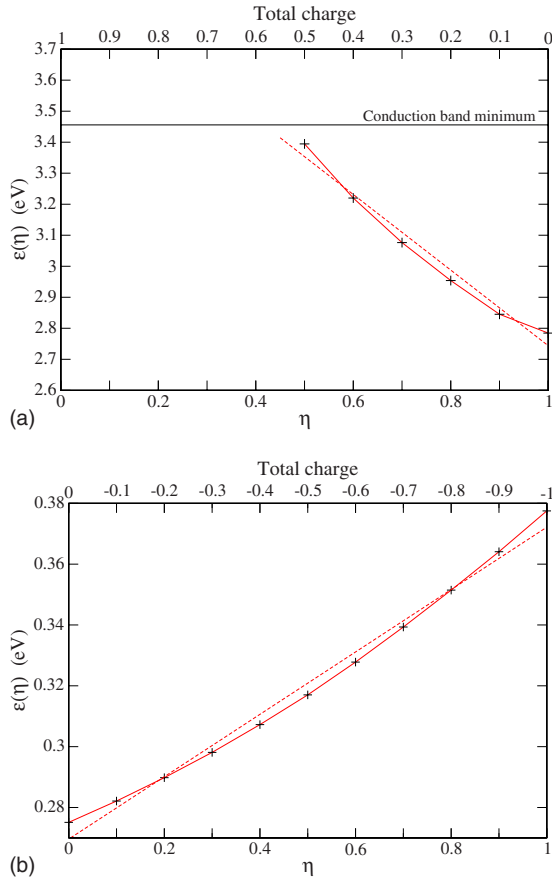 Total charge
1 0.9 0.8 0.7 0.6 0.5 0.4 0.3 0.2 0.1 0
3.7
3.6
3.5
Conduction band minimum
3.4
3.3
3.2
3.1
3
2.9
2.8
2.7
2.6
ε(η) (eV)
0 0.2 0.4 0.6 0.8 1
(a)
η
Total charge
0 -0.1 -0.2 -0.3 -0.4 -0.5 -0.6 -0.7 -0.8 -0.9 -1
0.38
0.36
0.34
0.32
0.3
0.28
ε(η) (eV)
0 0.2 0.4 0.6 0.8 1
(b)
η